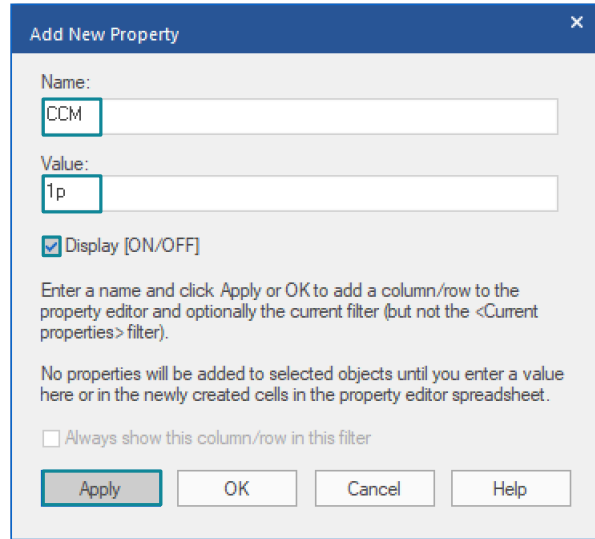 Add New Property
Name:
CCM
Value:
1p
Display [ON/OFF]
Enter a name and click Apply or OK to add a column/row to the
property editor and optionally the current filter (but not the <Current
properties> filter).
No properties will be added to selected objects until you enter a value
here or in the newly created cells in the property editor spreadsheet.
Always show this column/row in this filter
Apply OK Cancel Help